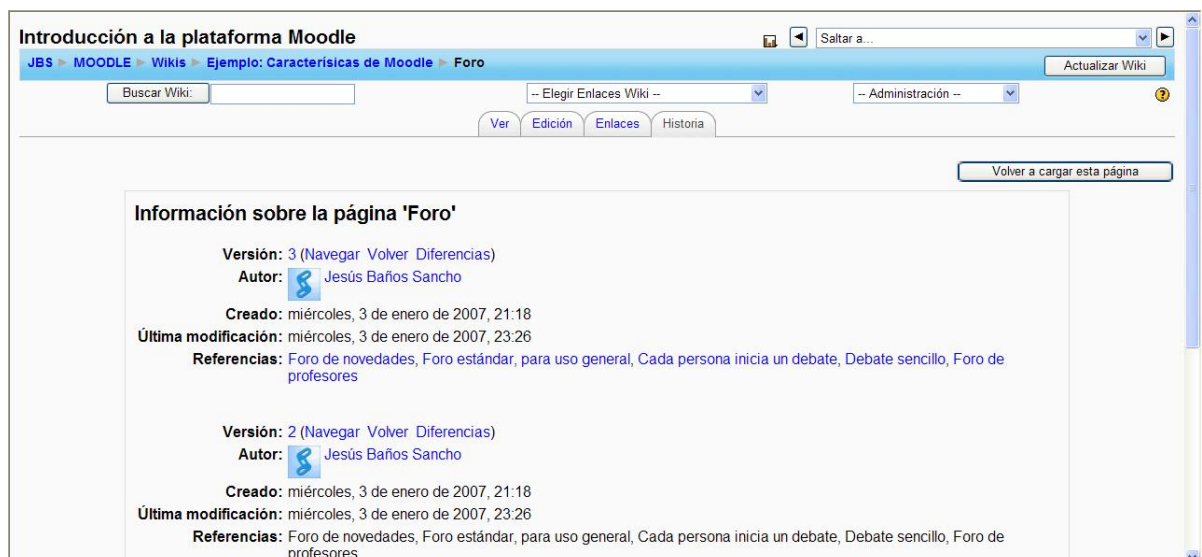 Introducción a la plataforma Moodle
Saltar a...
JBS ► MOODLE ► Wikis ► Ejemplo: Caracterísicas de Moodle ► Foro
Actualizar Wiki
Buscar Wiki:
-- Elegir Enlaces Wiki --
-- Administración --
Ver Edición Enlaces Historia
Volver a cargar esta página
Información sobre la página 'Foro'
Versión: 3 (Navegar Volver Diferencias)
Autor: Jesús Baños Sancho
Creado: miércoles, 3 de enero de 2007, 21:18
Última modificación: miércoles, 3 de enero de 2007, 23:26
Referencias: Foro de novedades, Foro estándar, para uso general, Cada persona inicia un debate, Debate sencillo, Foro de
profesores
Versión: 2 (Navegar Volver Diferencias)
Autor: Jesús Baños Sancho
Creado: miércoles, 3 de enero de 2007, 21:18
Última modificación: miércoles, 3 de enero de 2007, 23:26
Referencias: Foro de novedades, Foro estándar, para uso general, Cada persona inicia un debate, Debate sencillo, Foro de
profesores